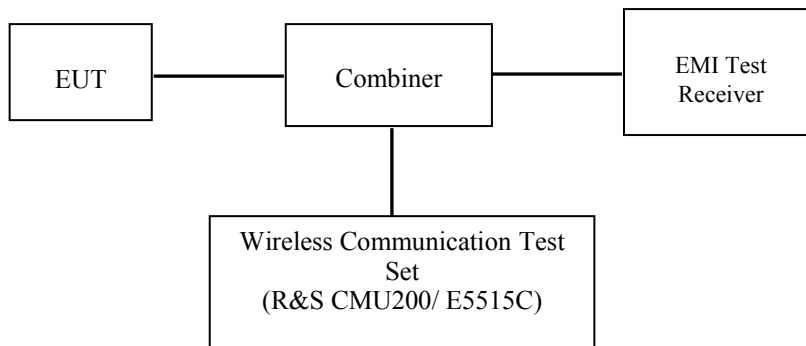 EUT
Combiner
EMI Test
Receiver
Wireless Communication Test
Set
(R&S CMU200/ E5515C)